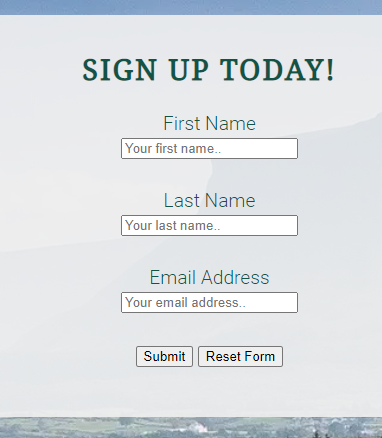 SIGN UP TODAY!
First Name
Your first name..
Last Name
Your last name..
Email Address
Your email address..
Submit Reset Form